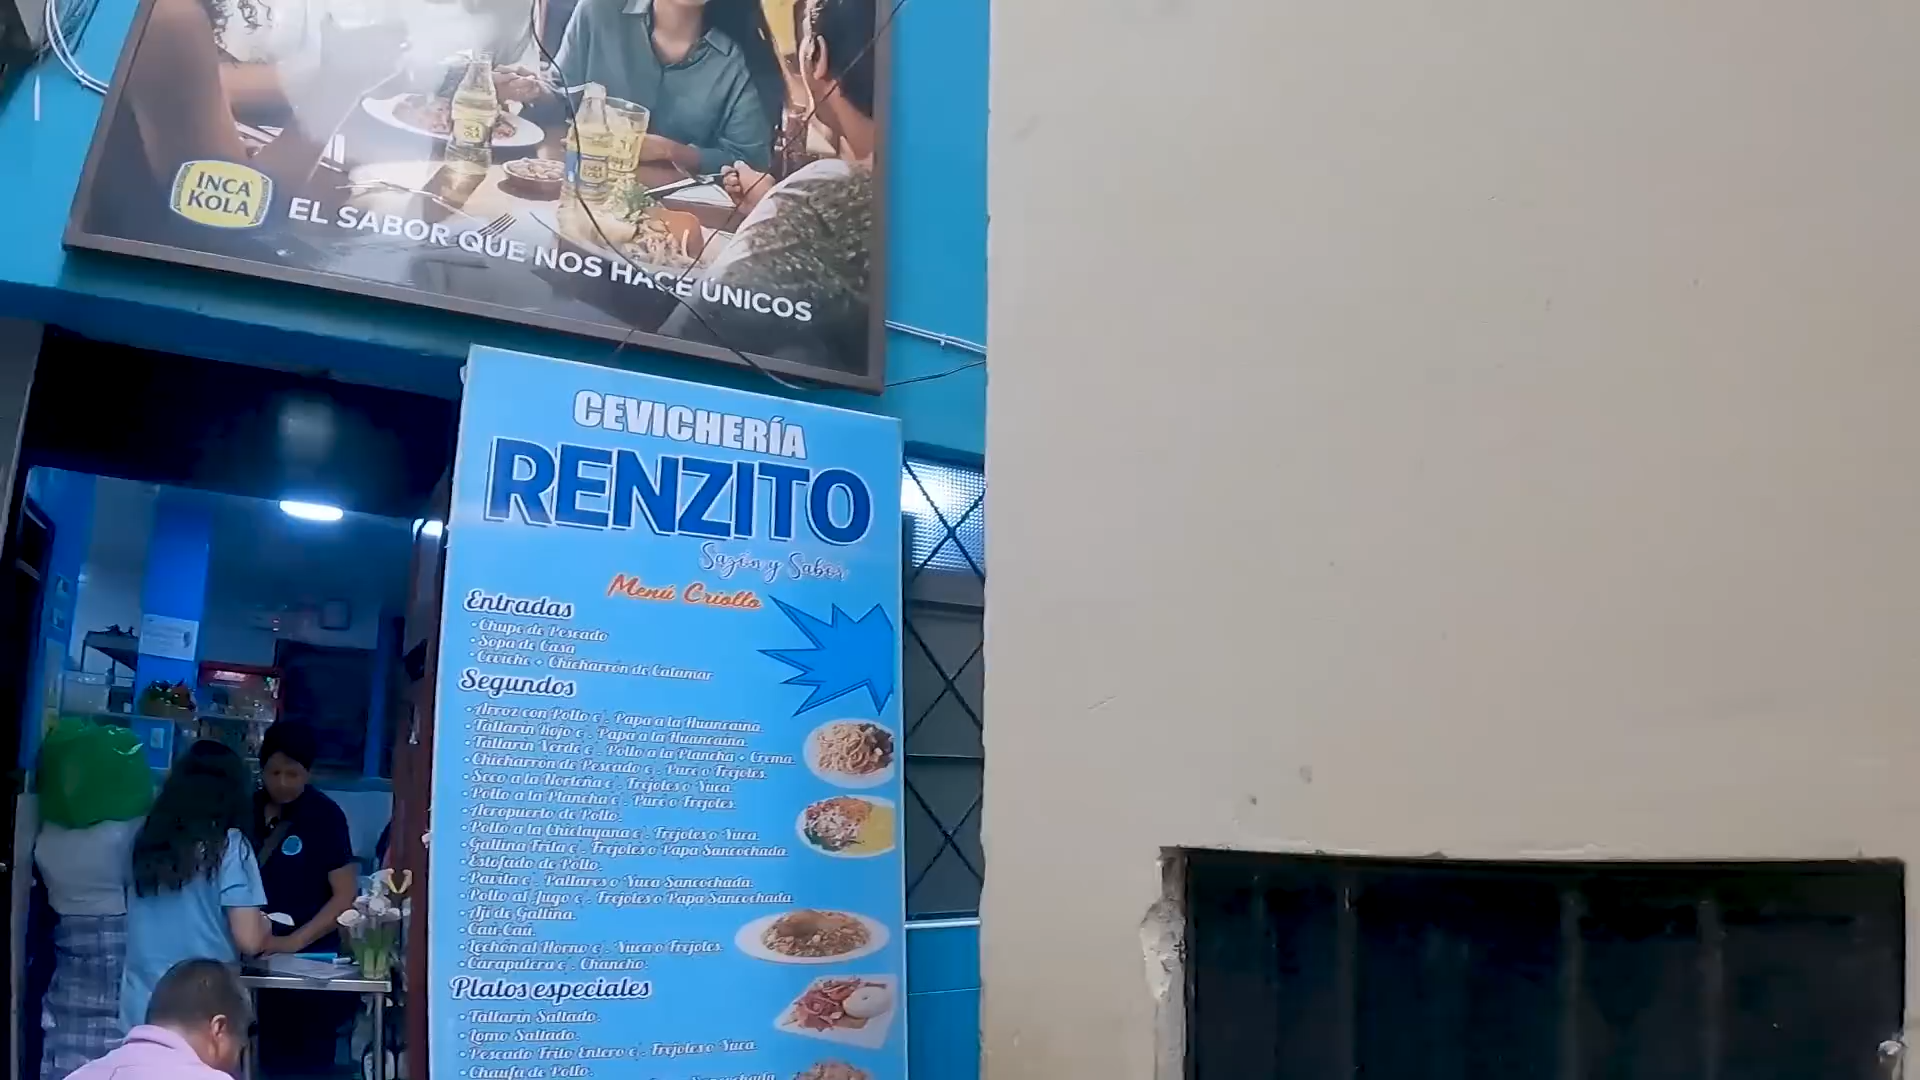 INCA
KOLA
EL SABOR QUE NOS HACE ÚNICOS
CEVICHERÍA
RENZITO
Sazón y Sabor
Menú Criollo
Entradas
• Chupe de Pescado
• Sopa de Casa
• Ceviche + Chicharrón de Calamar
Segundos
• Arroz con Pollo c/. Papa a la Huancaina.
• Tallarin Rojo c/. Papa a la Huancaina.
• Tallarin Verde c/. Pollo a la Plancha + Crema.
• Chicharrón de Pescado c/. Puré o Frejoles.
• Seco a la Norteña c/. Frejoles o Yuca.
• Pollo a la Plancha c/. Puré o Frejoles.
• Aeropuerto de Pollo.
• Pollo a la Chiclayana c/. Frejoles o Yuca.
• Gallina Frita c/. Frejoles o Papa Sancochada.
• Estofado de Pollo.
• Pavita c/. Pallares o Yuca Sancochada.
• Pollo al Jugo c/. Frejoles o Papa Sancochada.
• Aji de Gallina.
• Cau-Cau.
• Lechón al Horno c/. Yuca o Frejoles.
• Carapulcra c/. Chancho.
Platos especiales
• Tallarin Saltado.
• Lomo Saltado.
• Pescado Frito Entero c/. Frejoles o Yuca.
• Chaufa de Pollo.
Sancochada